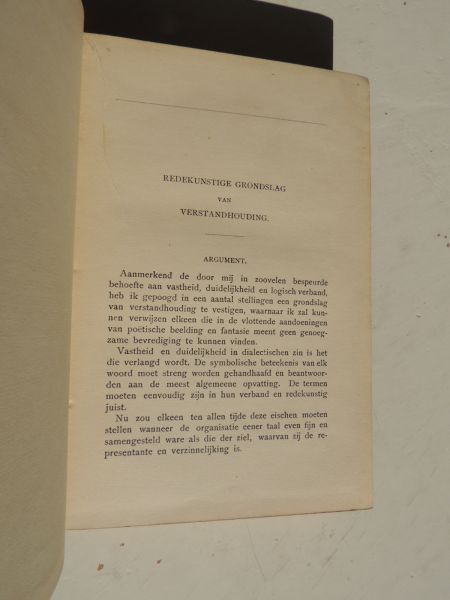 REDEKUNSTIGE GRONDSLAG
VAN
VERSTANDHOUDING.
ARGUMENT.
Aanmerkend de door mij in zoovelen bespeurde
behoefte aan vastheid, duidelijkheid en logisch verband,
heb ik gepoogd in een aantal stellingen een grondslag
van verstandhouding te vestigen, waarnaar ik zal kun-
nen verwijzen elkeen die in de vlottende aandoeningen
van poëtische beelding en fantasie meent geen genoeg-
zame bevrediging te kunnen vinden.
Vastheid en duidelijkheid in dialectischen zin is het
die verlangd wordt. De symbolische beteekenis van elk
woord moet streng worden gehandhaafd en beantwoor-
den aan de meest algemeene opvatting. De termen
moeten eenvoudig zijn in hun verband en redekunstig
juist.
Nu zou elkeen ten allen tijde deze eischen moeten
stellen wanneer de organisatie eener taal even fijn en
samengesteld ware als die der ziel, waarvan zij de re-
presentante en verzinnelijking is.